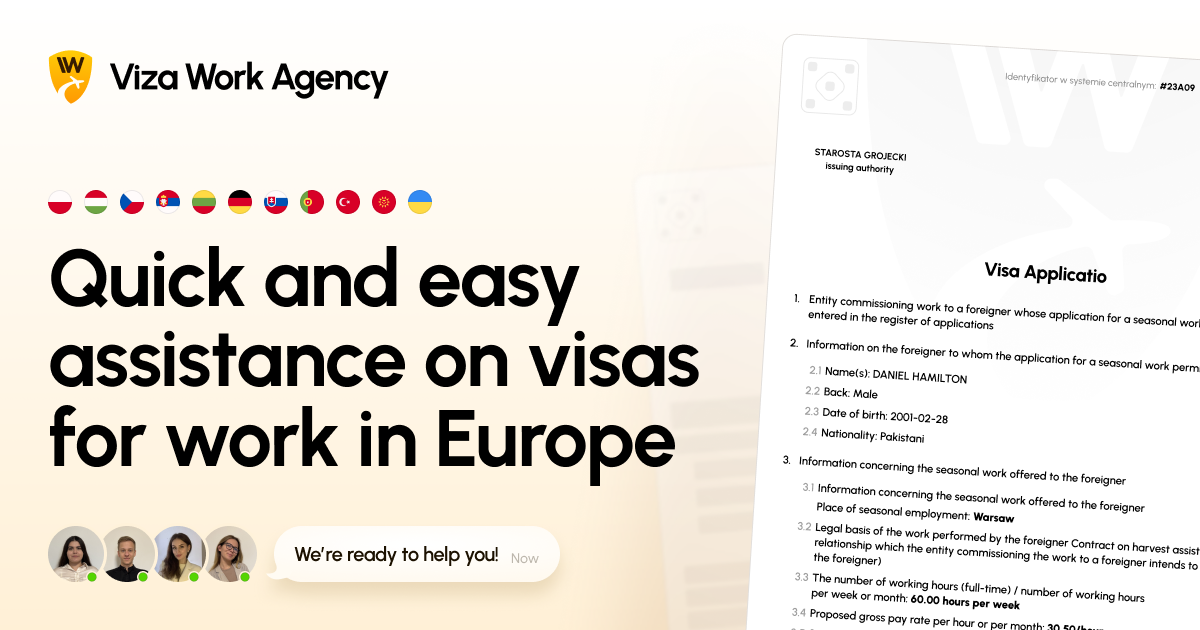 Viza Work Agency
Quick and easy
assistance on visas
for work in Europe
We're ready to help you! Now
Identyfikator w systemie centralnym: #23A09
STAROSTA GROJECKI
issuing authority
Visa Applicatio
1. Entity commissioning work to a foreigner whose application for a seasonal
entered in the register of applications
2. Information on the foreigner to whom the application for a seasonal work
2.1 Name(s): DANIEL HAMILTON
2.2 Back: Male
2.3 Date of birth: 2001-02-28
2.4 Nationality: Pakistani
3. Information concerning the seasonal work offered to the foreigner
3.1 Information concerning the seasonal work offered to the foreigner
Place of seasonal employment: Warsaw
3.2 Legal basis of the work performed by the foreigner Contract on harvest
relationship which the entity commissioning the work to a foreigner intends to
the foreigner)
3.3 The number of working hours (full-time) / number of working hours
per week or month: 60.00 hours per week
3.4 Proposed gross pay rate per hour or per month: